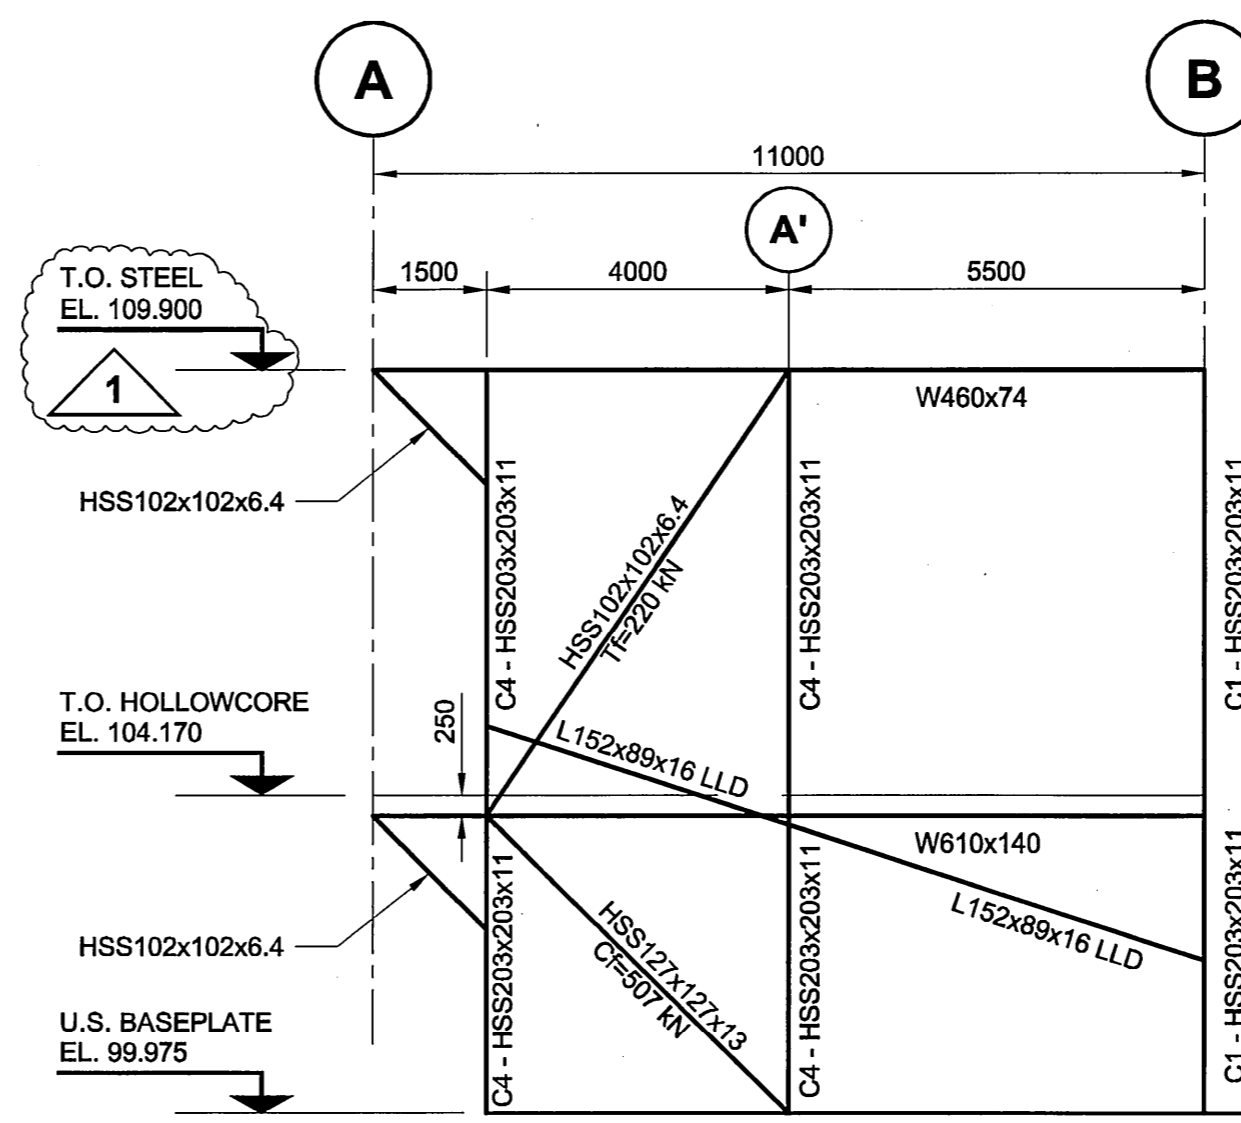 A
B
11000
A'
1500
4000
5500
T.O. STEEL
EL. 109.900
1
W460x74
HSS102x102x6.4
C4 - HSS203x203x11
HSS102x102x6.4
Tf=220 kN
C4 - HSS203x203x11
C1 - HSS203x203x11
T.O. HOLLOWCORE
EL. 104.170
250
L152x89x16 LLD
W610x140
L152x89x16 LLD
HSS102x102x6.4
C4 - HSS203x203x11
HSS127x127x13
Cf=507 kN
C4 - HSS203x203x11
C1 - HSS203x203x11
U.S. BASEPLATE
EL. 99.975